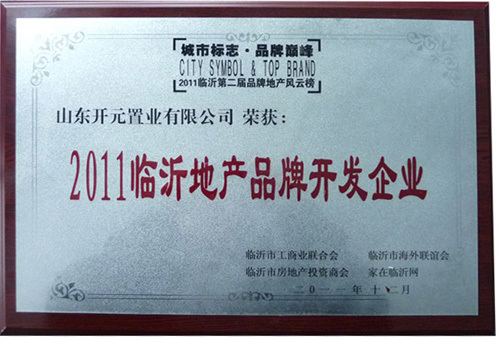 城市标志·品牌巅峰
CITY SYMBOL & TOP BRAND
2011临沂第二届品牌地产风云榜
山东开元置业有限公司 荣获：
2011临沂地产品牌开发企业
临沂市工商业联合会 临沂市海外联谊会
临沂市房地产投资商会 家在临沂网
二〇一一年十二月